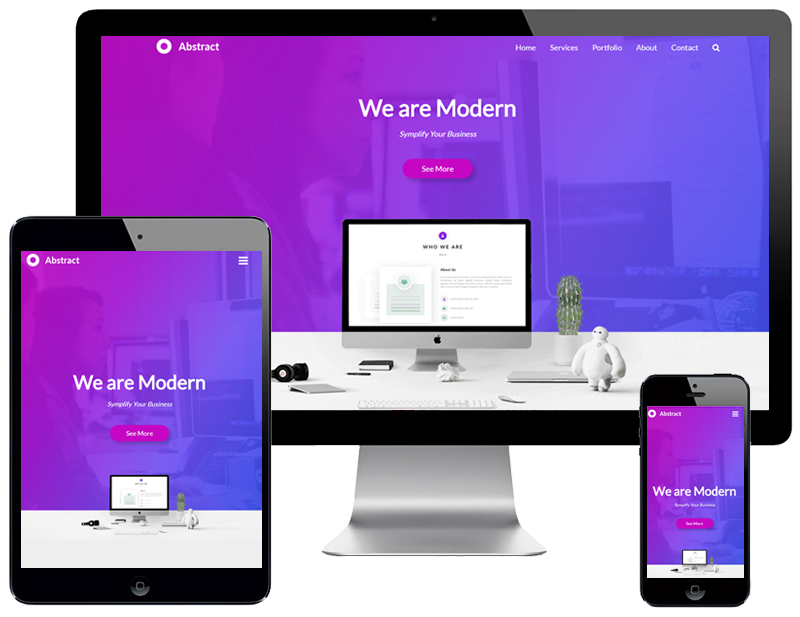 Abstract
Home Services Portfolio About Contact
We are Modern
Symplify Your Business
See More
WHO WE ARE
About Us
Abstract
We are Modern
Symplify Your Business
See More
Abstract
We are Modern
Symplify Your Business
See More